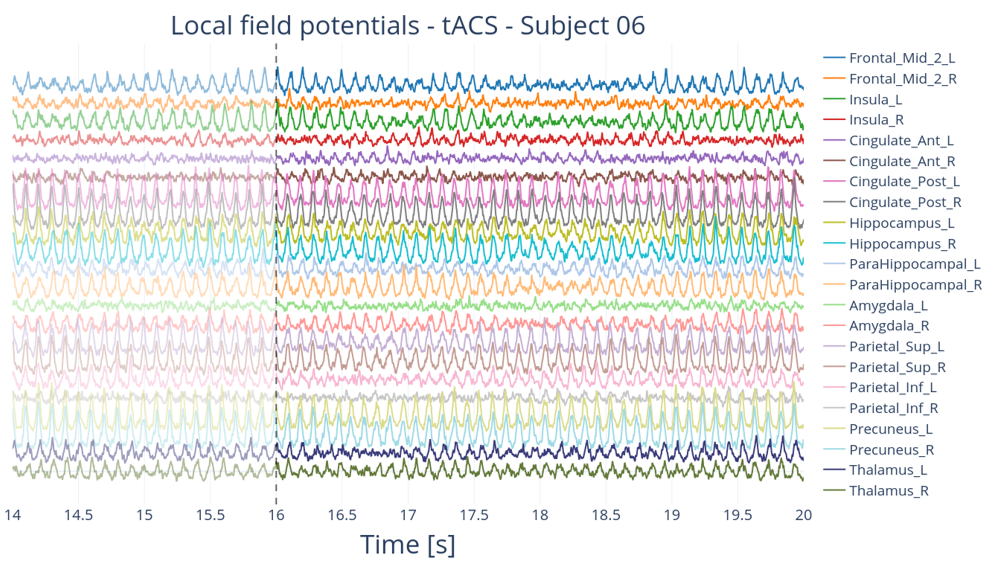 Local field potentials - tACS - Subject 06
Frontal_Mid_2_L
Frontal_Mid_2_R
Insula_L
Insula_R
Cingulate_Ant_L
Cingulate_Ant_R
Cingulate_Post_L
Cingulate_Post_R
Hippocampus_L
Hippocampus_R
ParaHippocampal_L
ParaHippocampal_R
Amygdala_L
Amygdala_R
Parietal_Sup_L
Parietal_Sup_R
Parietal_Inf_L
Parietal_Inf_R
Precuneus_L
Precuneus_R
Thalamus_L
Thalamus_R
14 14.5 15 15.5 16 16.5 17 17.5 18 18.5 19 19.5 20
Time [s]